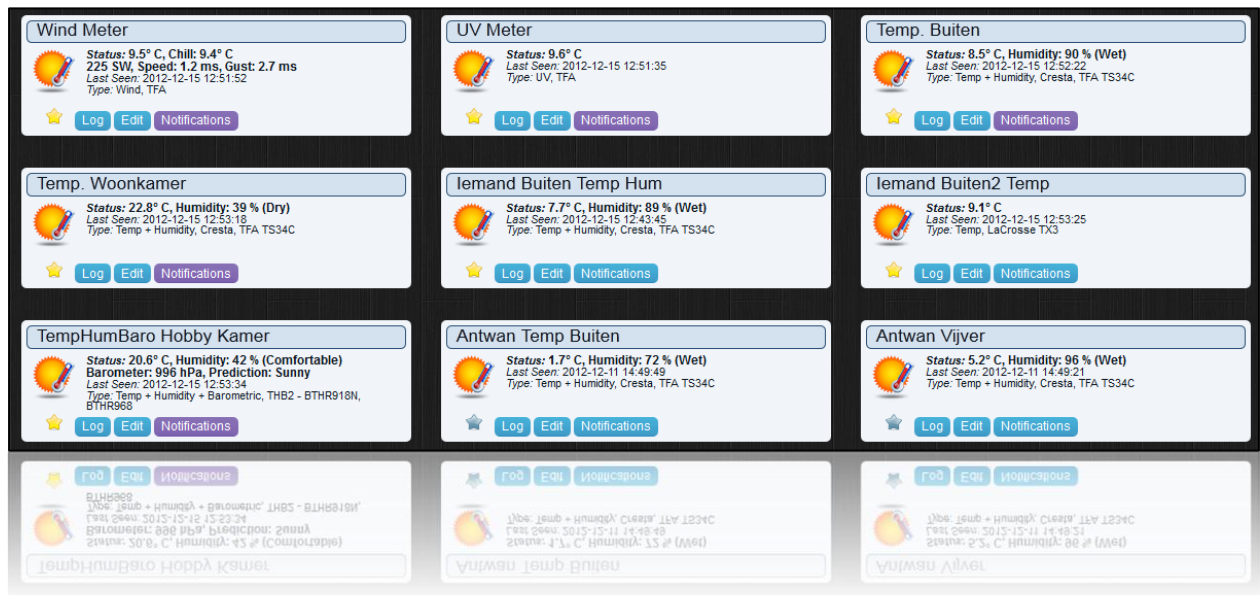 Wind Meter
Status: 9.5° C, Chill: 9.4° C
225 SW, Speed: 1.2 ms, Gust: 2.7 ms
Last Seen: 2012-12-15 12:51:52
Type: Wind, TFA
Log Edit Notifications
UV Meter
Status: 9.6° C
Last Seen: 2012-12-15 12:51:35
Type: UV, TFA
Log Edit Notifications
Temp. Buiten
Status: 8.5° C, Humidity: 90 % (Wet)
Last Seen: 2012-12-15 12:52:22
Type: Temp + Humidity, Cresta, TFA TS34C
Log Edit Notifications
Temp. Woonkamer
Status: 22.8° C, Humidity: 39 % (Dry)
Last Seen: 2012-12-15 12:53:18
Type: Temp + Humidity, Cresta, TFA TS34C
Log Edit Notifications
Iemand Buiten Temp Hum
Status: 7.7° C, Humidity: 89 % (Wet)
Last Seen: 2012-12-15 12:43:45
Type: Temp + Humidity, Cresta, TFA TS34C
Log Edit Notifications
Iemand Buiten2 Temp
Status: 9.1° C
Last Seen: 2012-12-15 12:53:25
Type: Temp, LaCrosse TX3
Log Edit Notifications
TempHumBaro Hobby Kamer
Status: 20.6° C, Humidity: 42 % (Comfortable)
Barometer: 996 hPa, Prediction: Sunny
Last Seen: 2012-12-15 12:53:34
Type: Temp + Humidity + Barometric, THB2 - BTHR918N,
BTHR968
Log Edit Notifications
Antwan Temp Buiten
Status: 1.7° C, Humidity: 72 % (Wet)
Last Seen: 2012-12-11 14:49:49
Type: Temp + Humidity, Cresta, TFA TS34C
Log Edit Notifications
Antwan Vijver
Status: 5.2° C, Humidity: 96 % (Wet)
Last Seen: 2012-12-11 14:49:21
Type: Temp + Humidity, Cresta, TFA TS34C
Log Edit Notifications